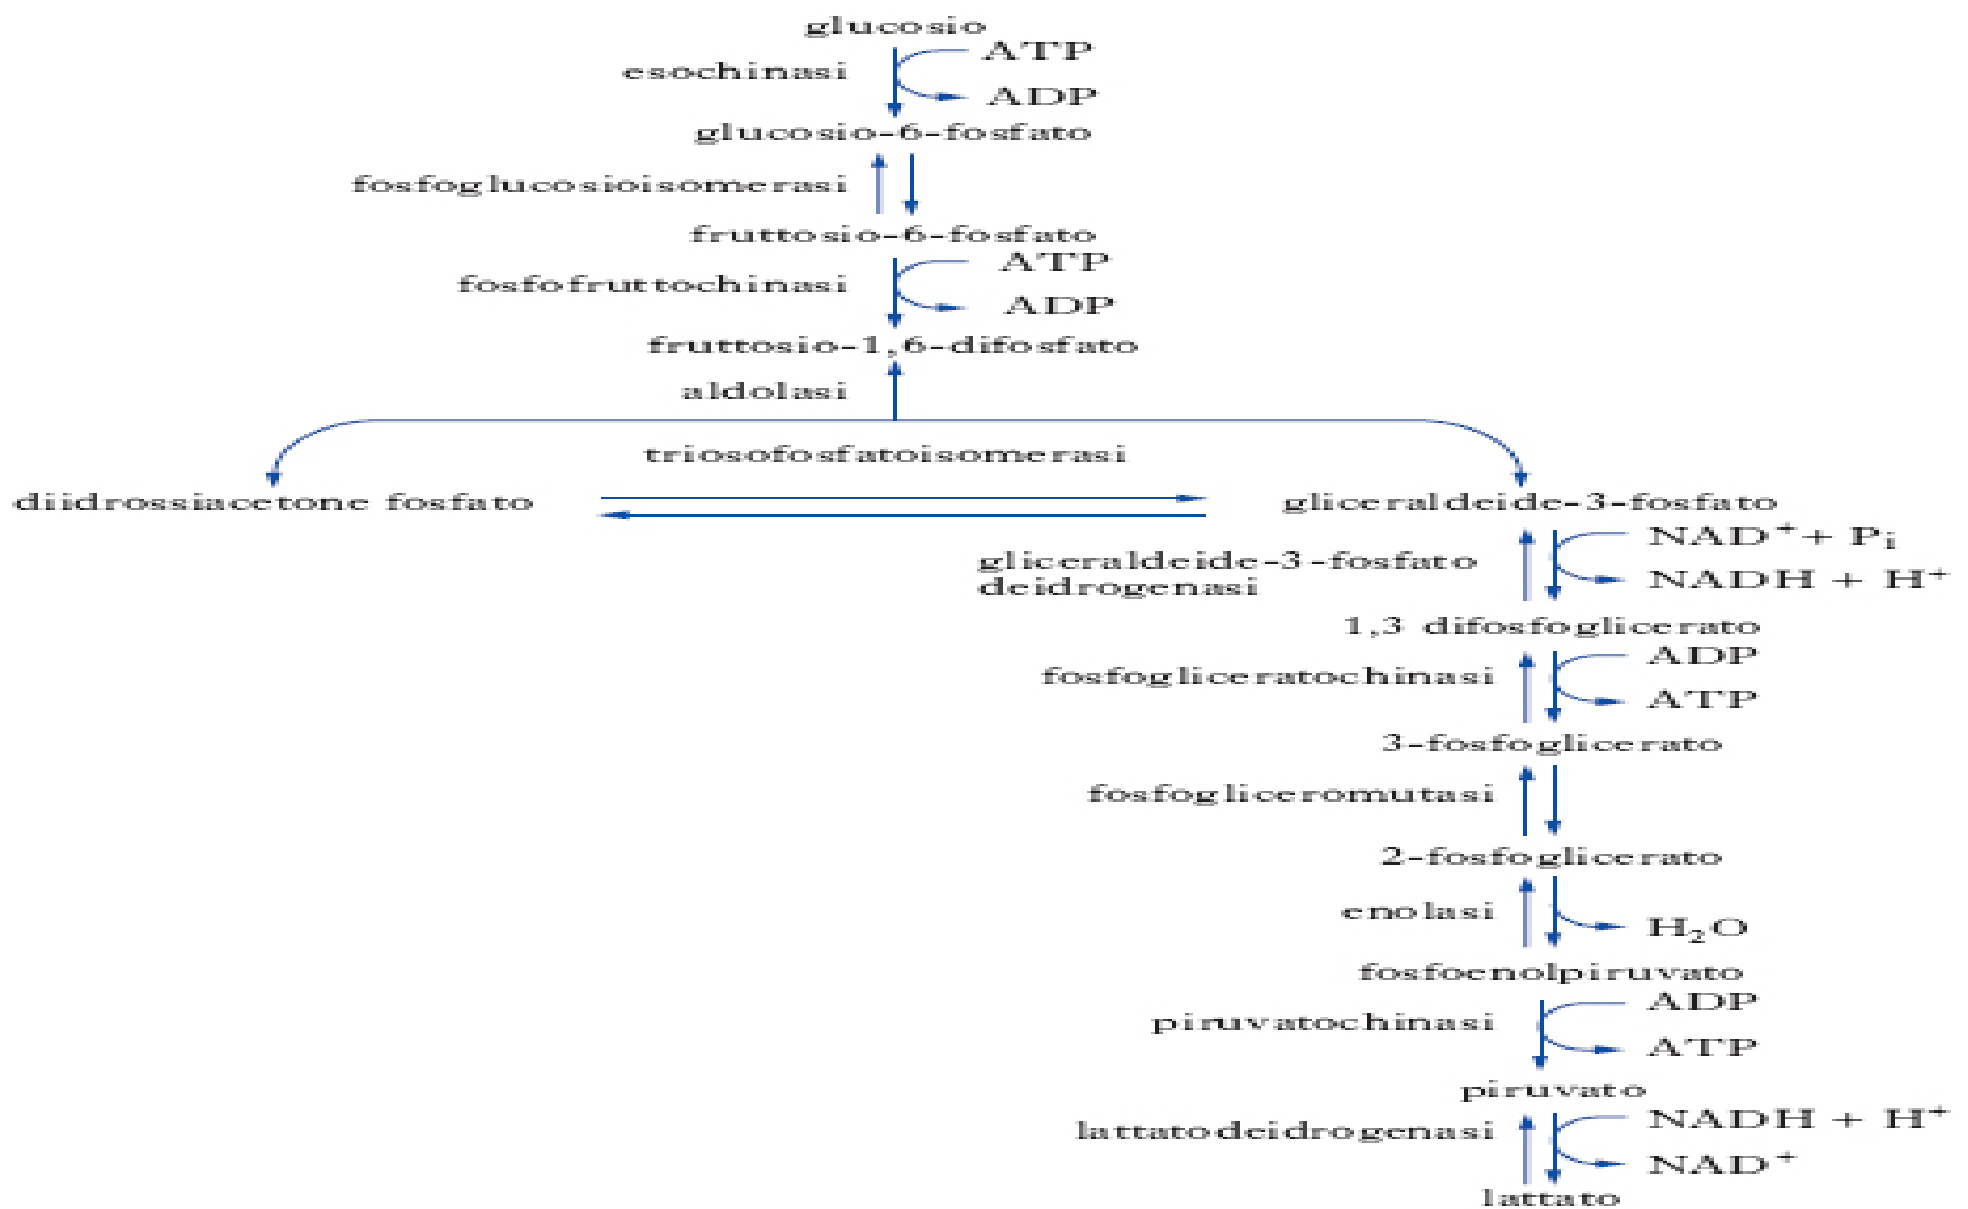 glucosio
ATP
esochinasi
ADP
glucosio-6-fosfato
fosfoglucosioisomerasi
fruttosio-6-fosfato
ATP
fosfofruttochinasi
ADP
fruttosio-1,6-difosfato
aldolasi
triosofosfatoisomerasi
diidrossiacetone fosfato
gliceraldeide-3-fosfato
NAD⁺ + Pᵢ
gliceraldeide-3-fosfato
deidrogenasi
NADH + H⁺
1,3 difosfoglicerato
ADP
fosfogliceratochinasi
ATP
3-fosfoglicerato
fosfogliceromutasi
2-fosfoglicerato
enolasi
H₂O
fosfoenolpiruvato
ADP
piruvatochinasi
ATP
piruvato
NADH + H⁺
lattatodeidrogenasi
NAD⁺
lattato